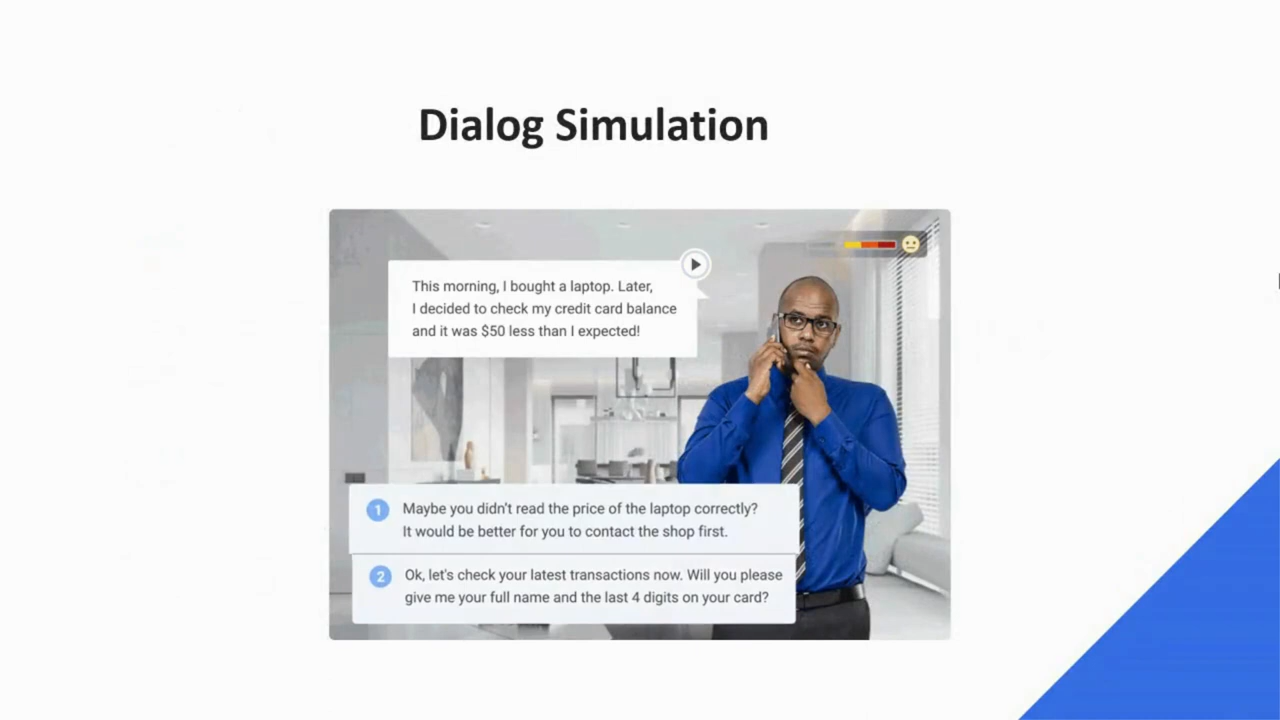 Dialog Simulation
This morning, I bought a laptop. Later,
I decided to check my credit card balance
and it was $50 less than I expected!
1 Maybe you didn't read the price of the laptop correctly?
It would be better for you to contact the shop first.
2 Ok, let's check your latest transactions now. Will you please
give me your full name and the last 4 digits on your card?